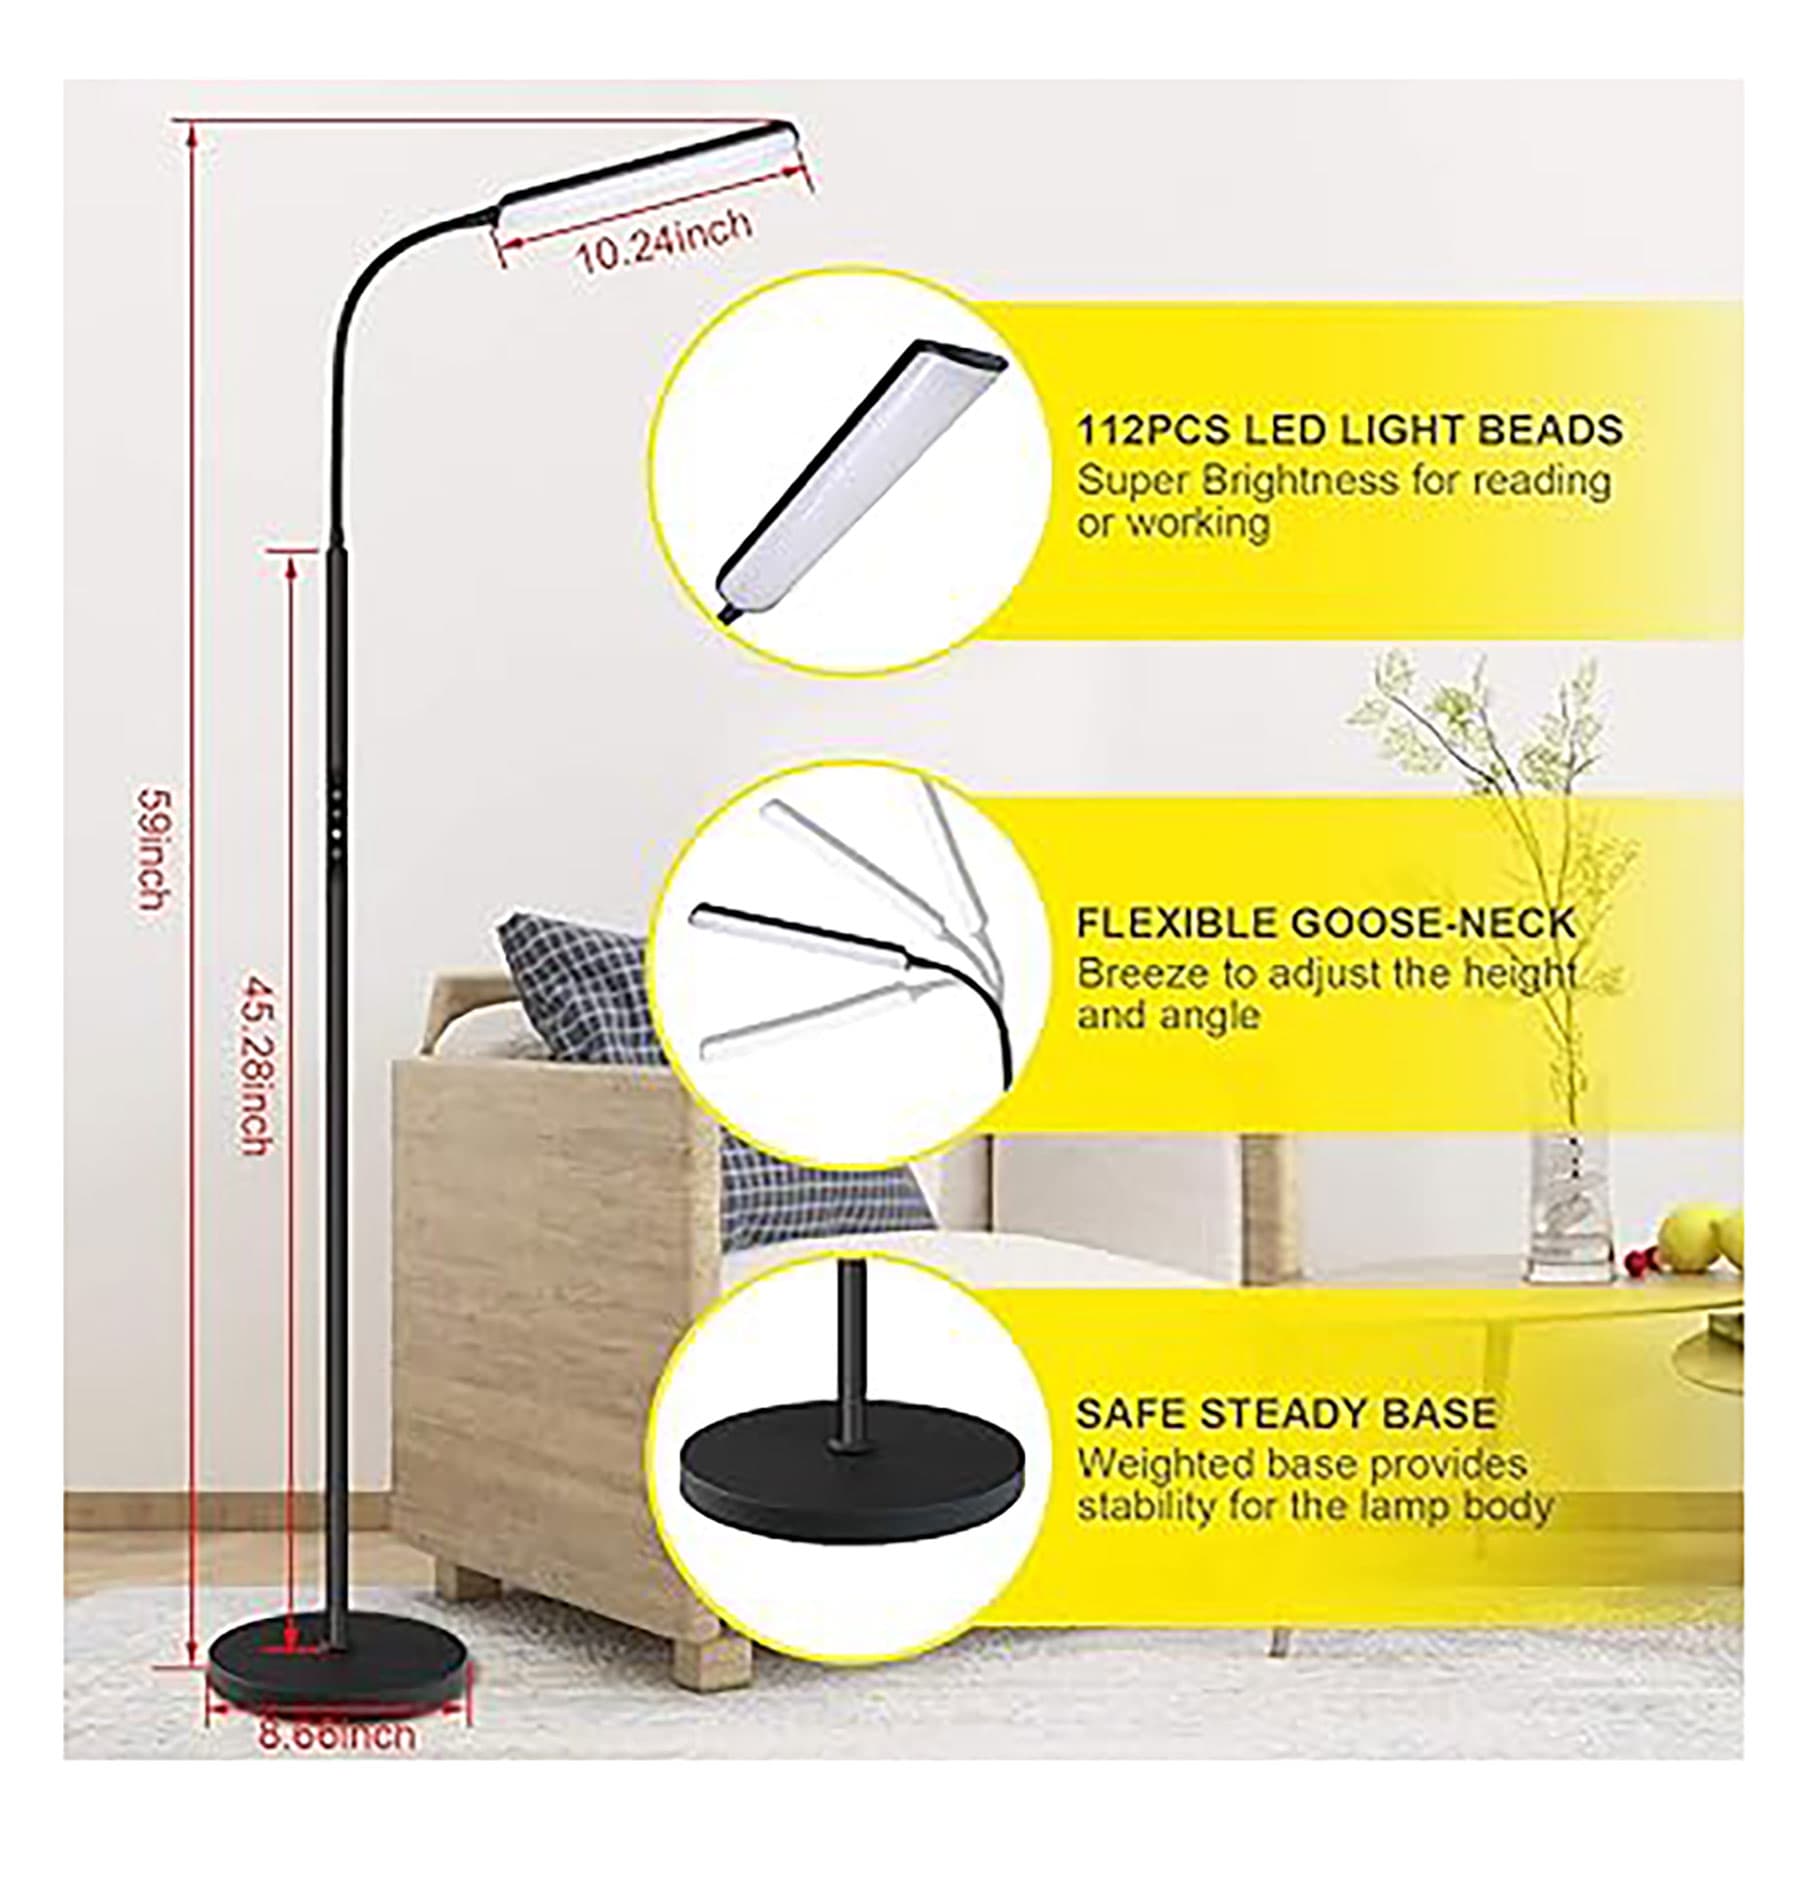 10.24inch
112PCS LED LIGHT BEADS
Super Brightness for reading
or working
59inch
45.28inch
FLEXIBLE GOOSE-NECK
Breeze to adjust the height
and angle
SAFE STEADY BASE
Weighted base provides
stability for the lamp body
8.66inch